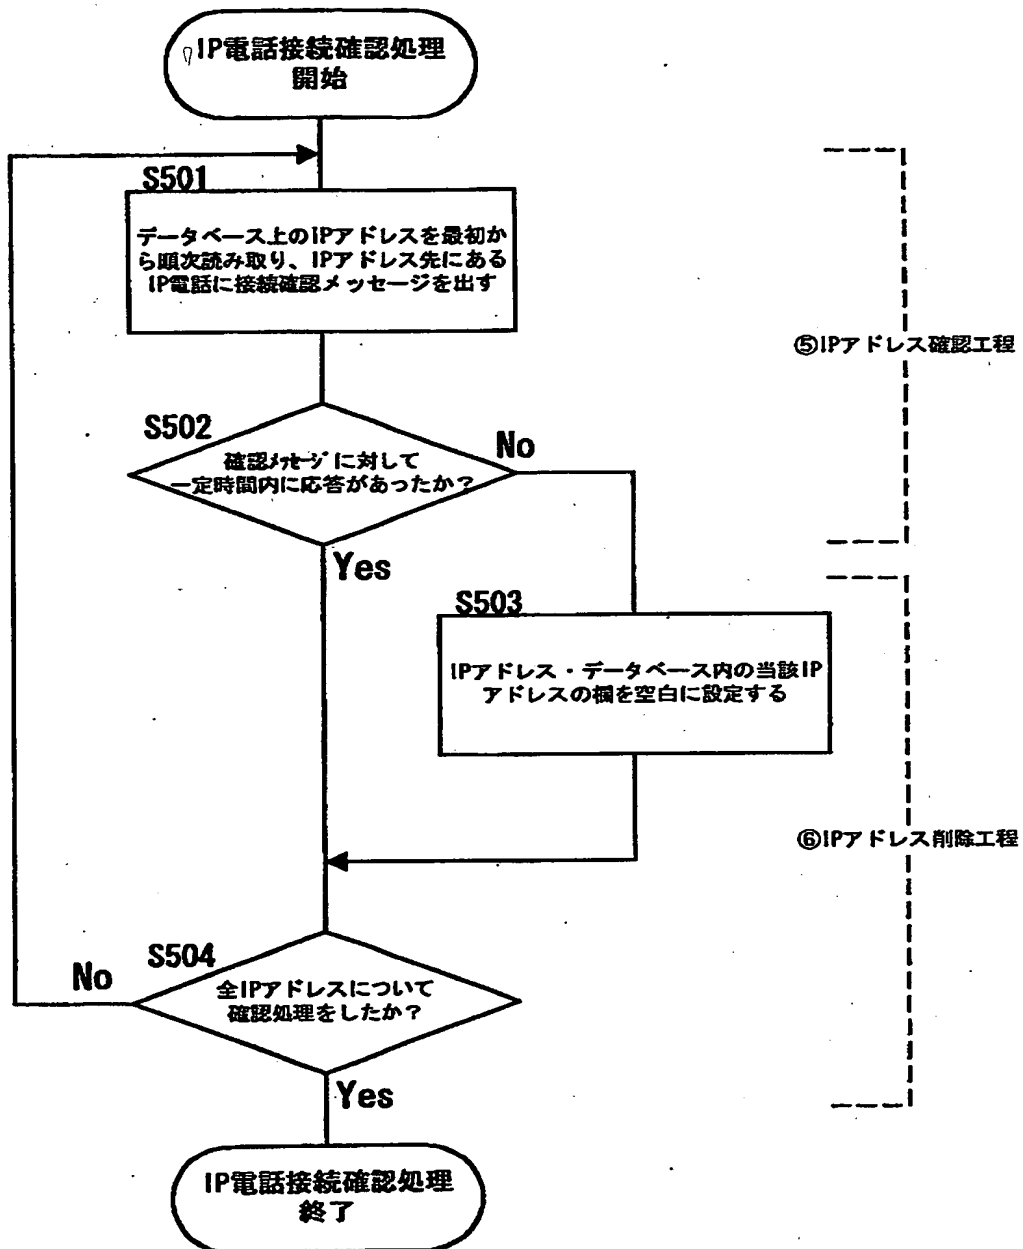 IP電話接続確認処理
開始
S501
データベース上のIPアドレスを最初か
ら順次読み取り、IPアドレス先にある
IP電話に接続確認メッセージを出す
⑤IPアドレス確認工程
S502
No
確認ﾒｯｾｰｼﾞに対して
一定時間内に応答があったか?
Yes
S503
IPアドレス・データベース内の当該IP
アドレスの欄を空白に設定する
⑥IPアドレス削除工程
S504
No
全IPアドレスについて
確認処理をしたか?
Yes
IP電話接続確認処理
終了